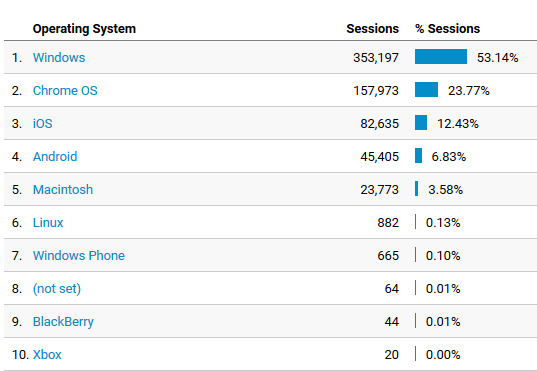 Operating System Sessions % Sessions
1. Windows 353,197 53.14%
2. Chrome OS 157,973 23.77%
3. iOS 82,635 12.43%
4. Android 45,405 6.83%
5. Macintosh 23,773 3.58%
6. Linux 882 0.13%
7. Windows Phone 665 0.10%
8. (not set) 64 0.01%
9. BlackBerry 44 0.01%
10. Xbox 20 0.00%